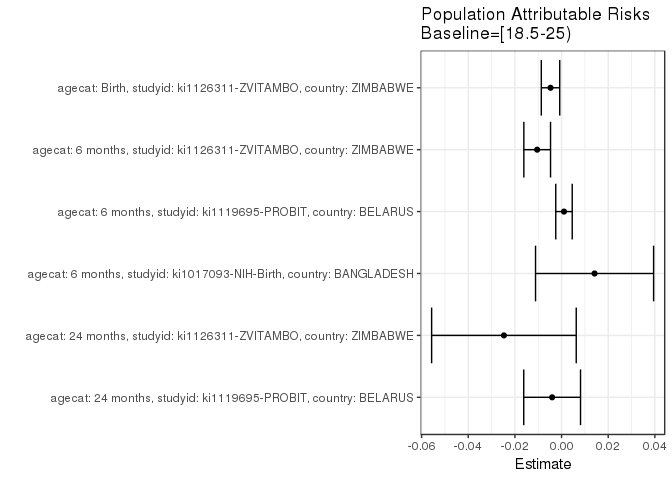 Population Attributable Risks
Baseline=[18.5-25)
agecat: Birth, studyid: ki1126311-ZVITAMBO, country: ZIMBABWE
agecat: 6 months, studyid: ki1126311-ZVITAMBO, country: ZIMBABWE
agecat: 6 months, studyid: ki1119695-PROBIT, country: BELARUS
agecat: 6 months, studyid: ki1017093-NIH-Birth, country: BANGLADESH
agecat: 24 months, studyid: ki1126311-ZVITAMBO, country: ZIMBABWE
agecat: 24 months, studyid: ki1119695-PROBIT, country: BELARUS
-0.06 -0.04 -0.02 0.00 0.02 0.04
Estimate